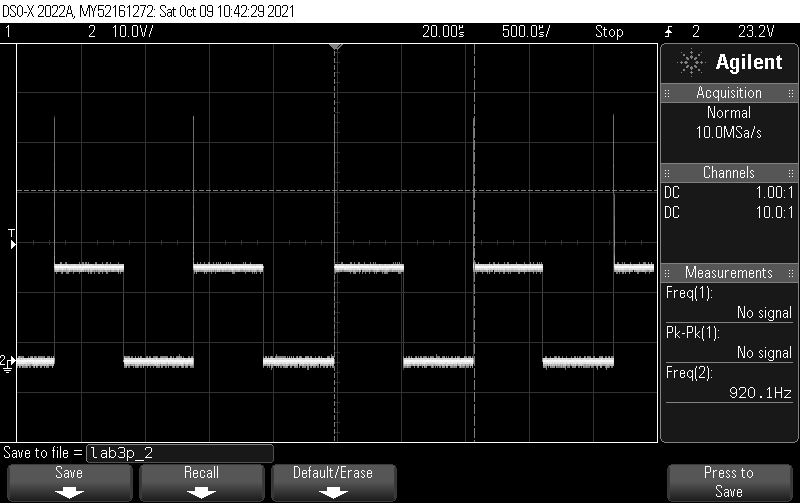 DSO-X 2022A, MY52161272: Sat Oct 09 10:42:29 2021
1 2 10.0V/ 20.00s 500.0s/ Stop 2 23.2V
Agilent
Acquisition
Normal
10.0MSa/s
Channels
DC 1.00:1
DC 10.0:1
Measurements
Freq(1):
No signal
Pk-Pk(1):
No signal
Freq(2):
920.1Hz
T
2
Save to file = lab3p_2
Save
Recall
Default/Erase
Press to
Save